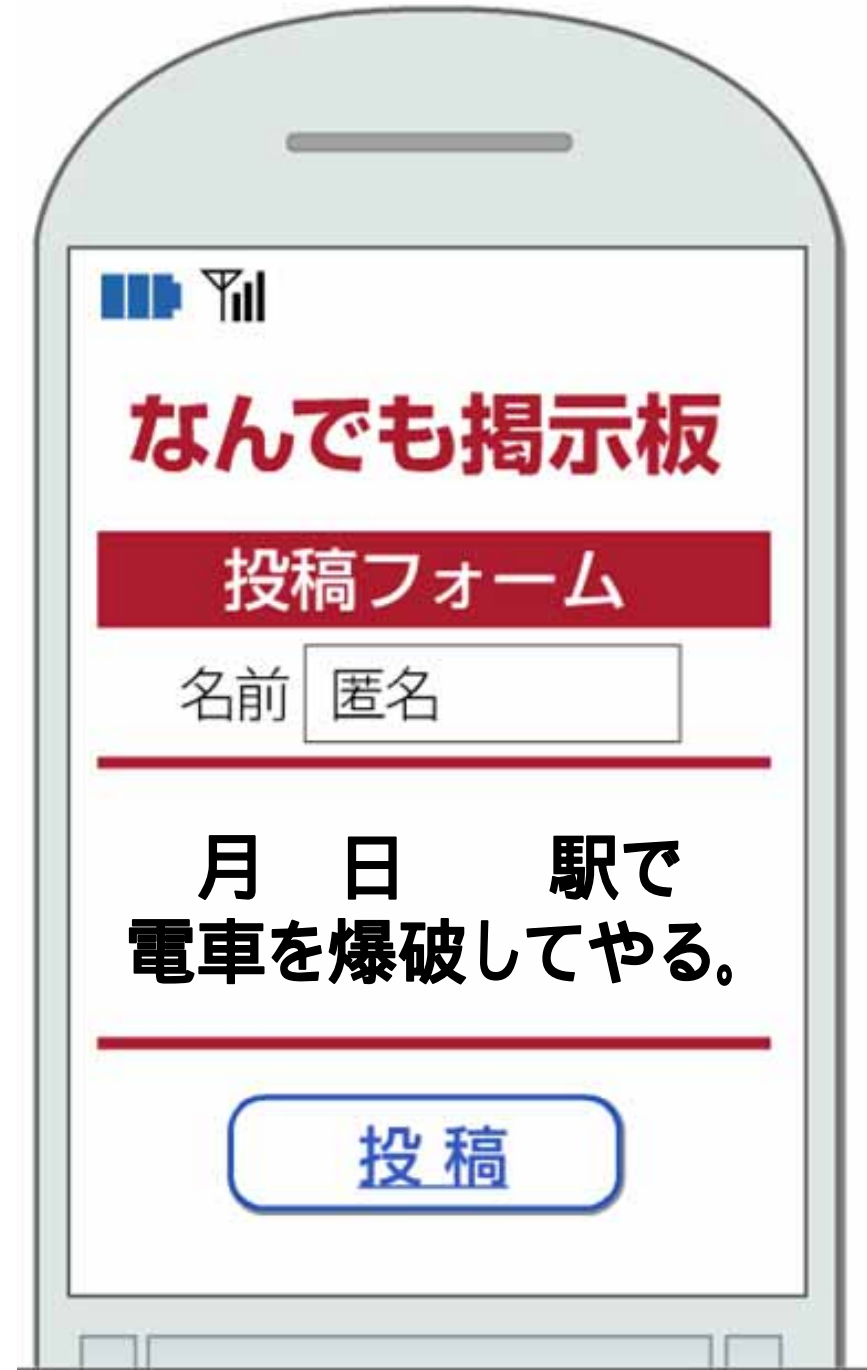 なんでも掲示板
投稿フォーム
名前 匿名
月 日 駅で
電車を爆破してやる。
投稿